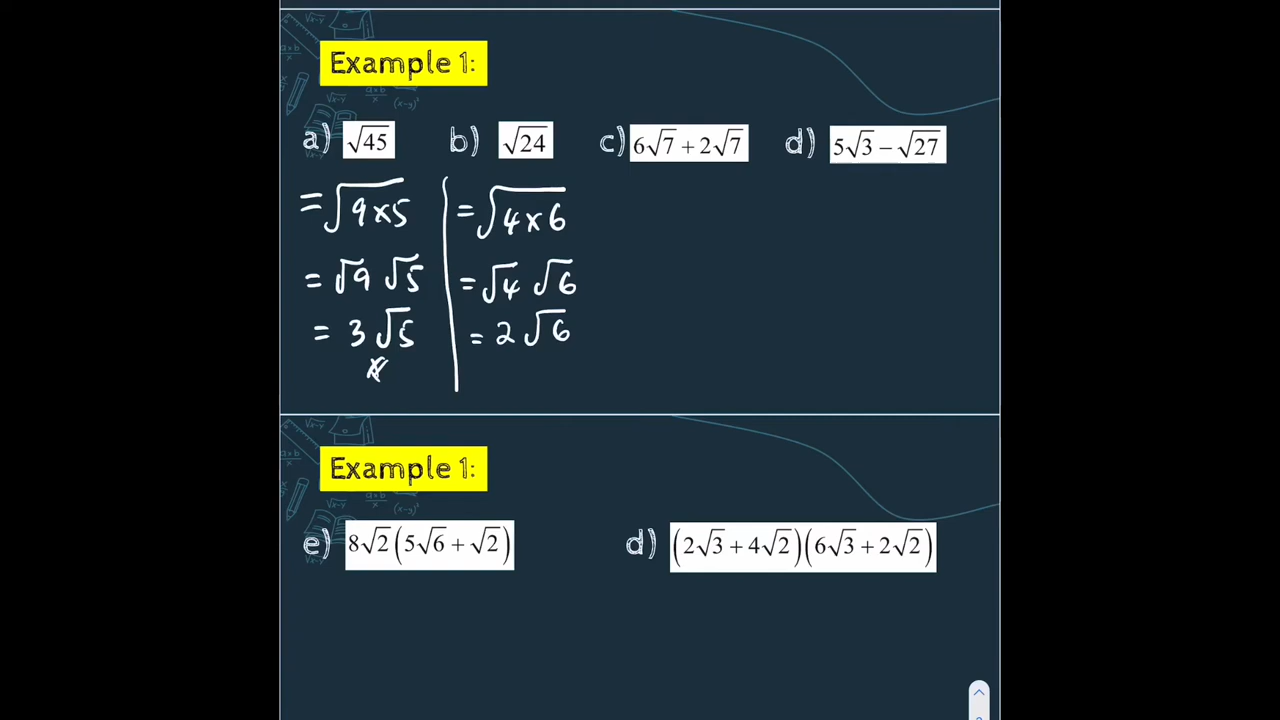 Example 1:
a) √45 b) √24 c) 6√7 + 2√7 d) 5√3 − √27
= √9×5 = √4×6
= √9 √5 = √4 √6
= 3√5 = 2√6
Example 1:
e) 8√2(5√6 + √2) d) (2√3 + 4√2)(6√3 + 2√2)